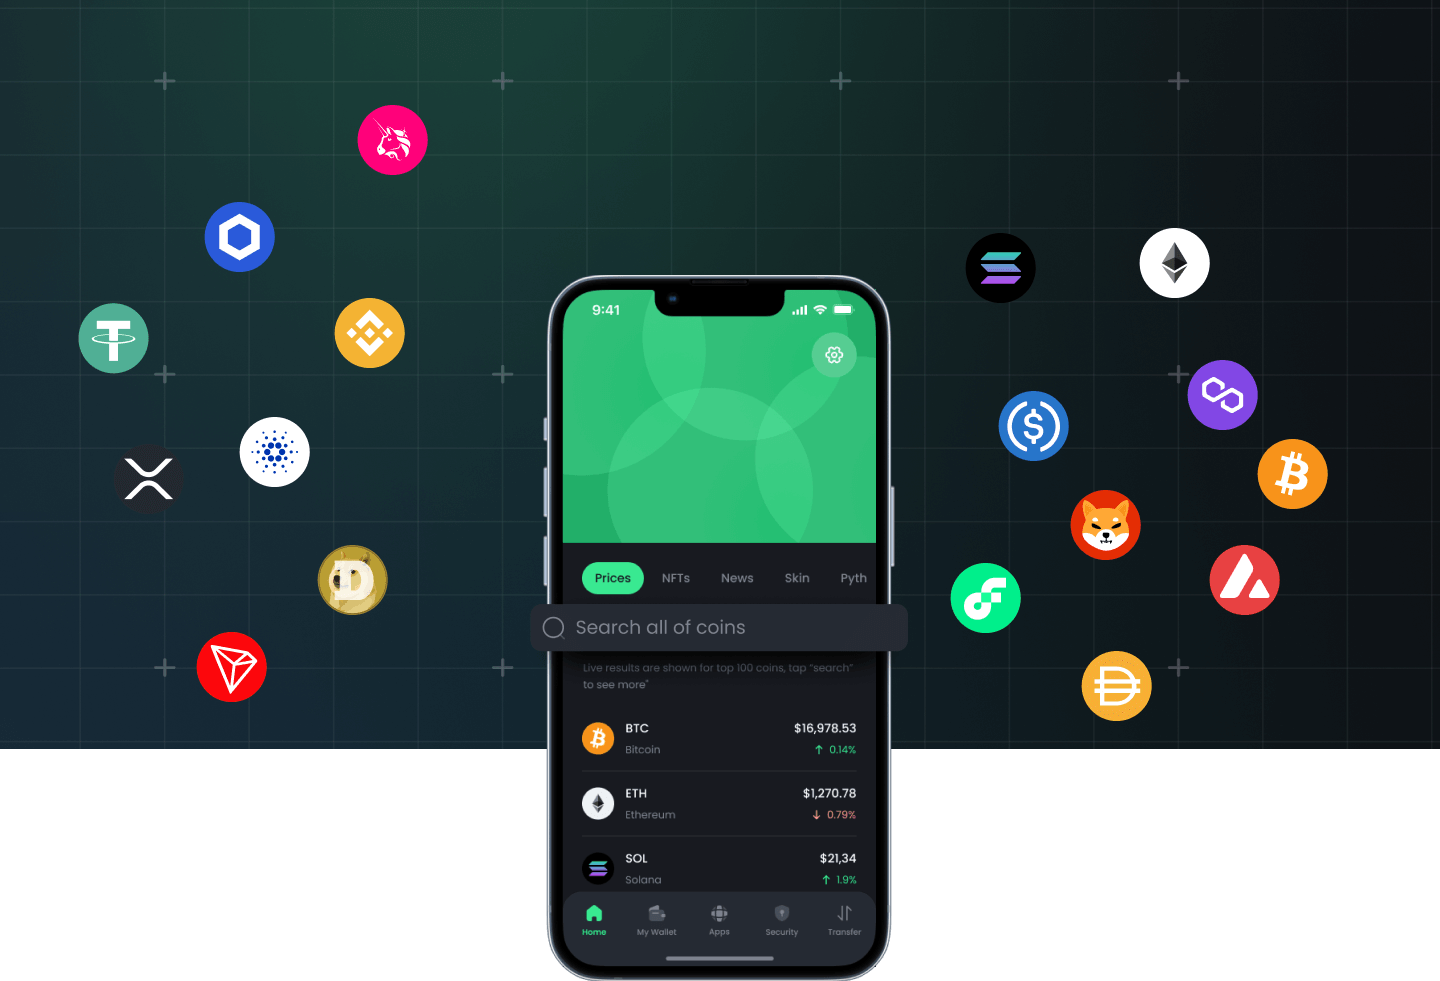 9:41
Prices NFTs News Skin Pyth
Search all of coins
Live results are shown for top 100 coins, tap "search"
to see more"
BTC $16,978.53
Bitcoin ↑ 0.14%
ETH $1,270.78
Ethereum ↓ 0.79%
SOL $21,34
Solana ↑ 1.9%
Home My Wallet Apps Security Transfer